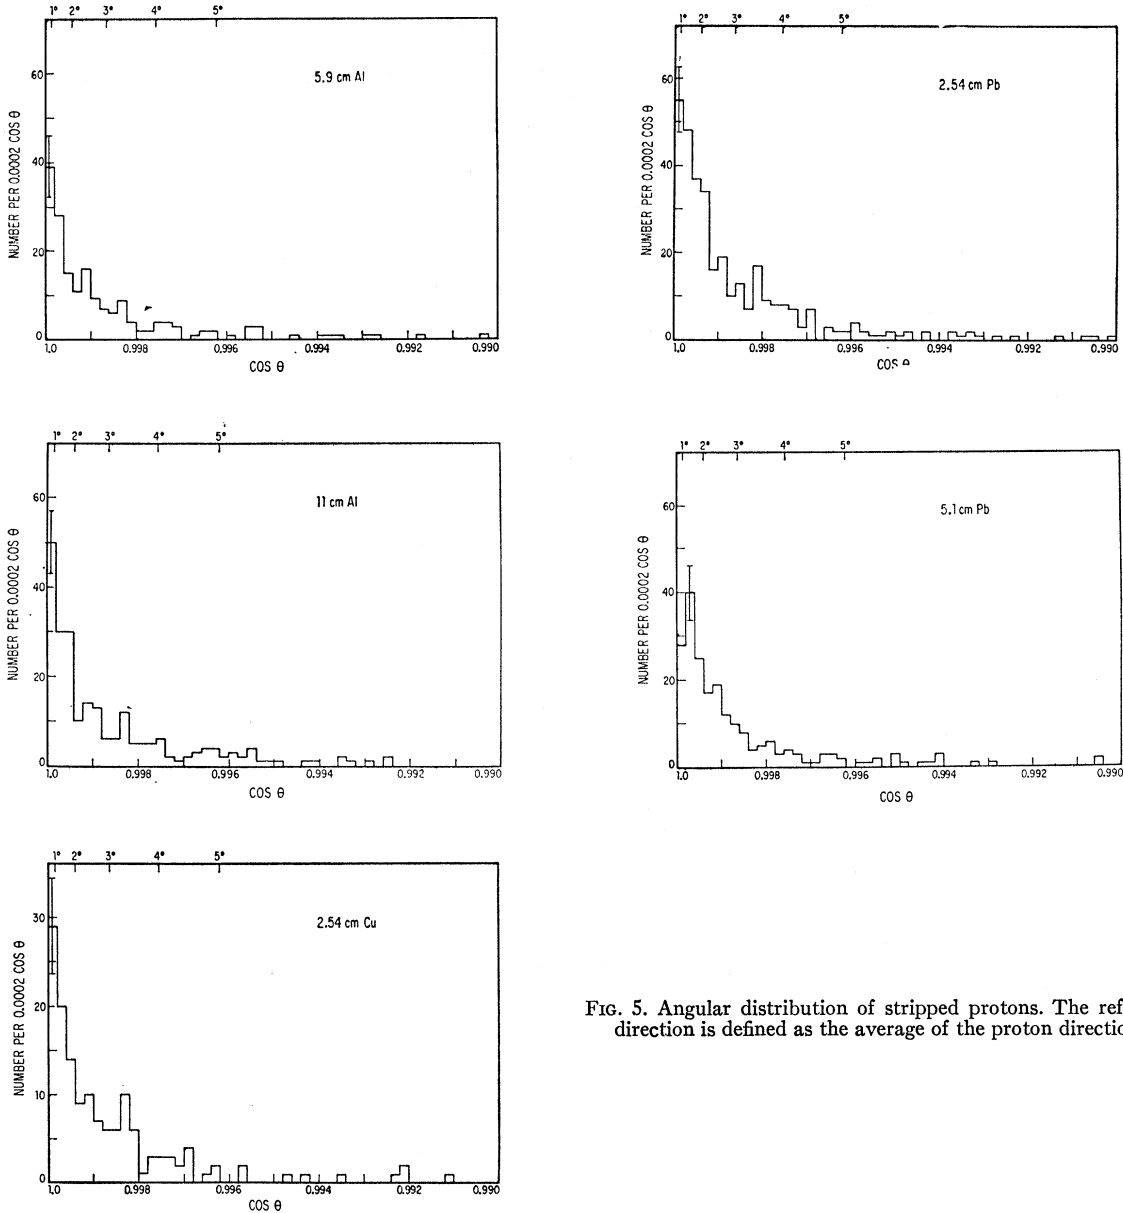 1° 2° 3° 4° 5°
5.9 cm Al
NUMBER PER 0.0002 COS θ
60
40
20
0
1.0 0.998 0.996 0.994 0.992 0.990
COS θ
1° 2° 3° 4° 5°
2.54 cm Pb
NUMBER PER 0.0002 COS θ
60
40
20
0
1.0 0.998 0.996 0.994 0.992 0.990
COS θ
1° 2° 3° 4° 5°
11 cm Al
NUMBER PER 0.0002 COS θ
60
40
20
0
1.0 0.998 0.996 0.994 0.992 0.990
COS θ
1° 2° 3° 4° 5°
5.1 cm Pb
NUMBER PER 0.0002 COS θ
60
40
20
0
1.0 0.998 0.996 0.994 0.992 0.990
COS θ
1° 2° 3° 4° 5°
2.54 cm Cu
NUMBER PER 0.0002 COS θ
30
20
10
0
1.0 0.998 0.996 0.994 0.992 0.990
COS θ
FIG. 5. Angular distribution of stripped protons. The ref
direction is defined as the average of the proton directio